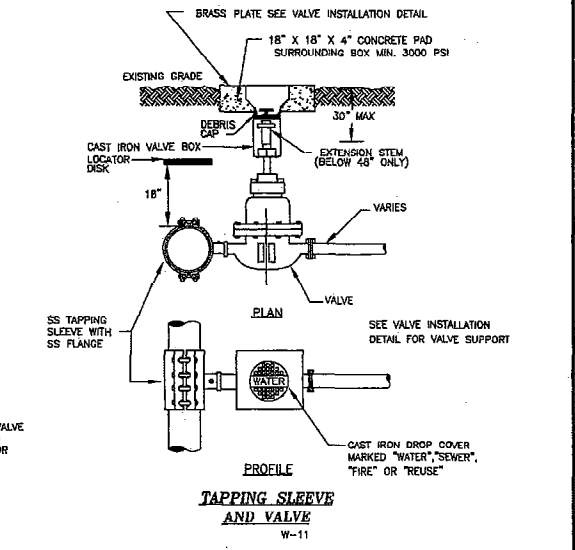 BRASS PLATE SEE VALVE INSTALLATION DETAIL
18" X 18" X 4" CONCRETE PAD
SURROUNDING BOX MIN. 3000 PSI
EXISTING GRADE
30" MAX
DEBRIS
CAP
CAST IRON VALVE BOX
LOCATOR
DISK
EXTENSION STEM
(BELOW 48" ONLY)
18"
VARIES
VALVE
PLAN
SS TAPPING
SLEEVE WITH
SS FLANGE
SEE VALVE INSTALLATION
DETAIL FOR VALVE SUPPORT
WATER
VALVE
OR
CAST IRON DROP COVER
MARKED "WATER","SEWER",
"FIRE" OR "REUSE"
PROFILE
TAPPING SLEEVE
AND VALVE
W-11